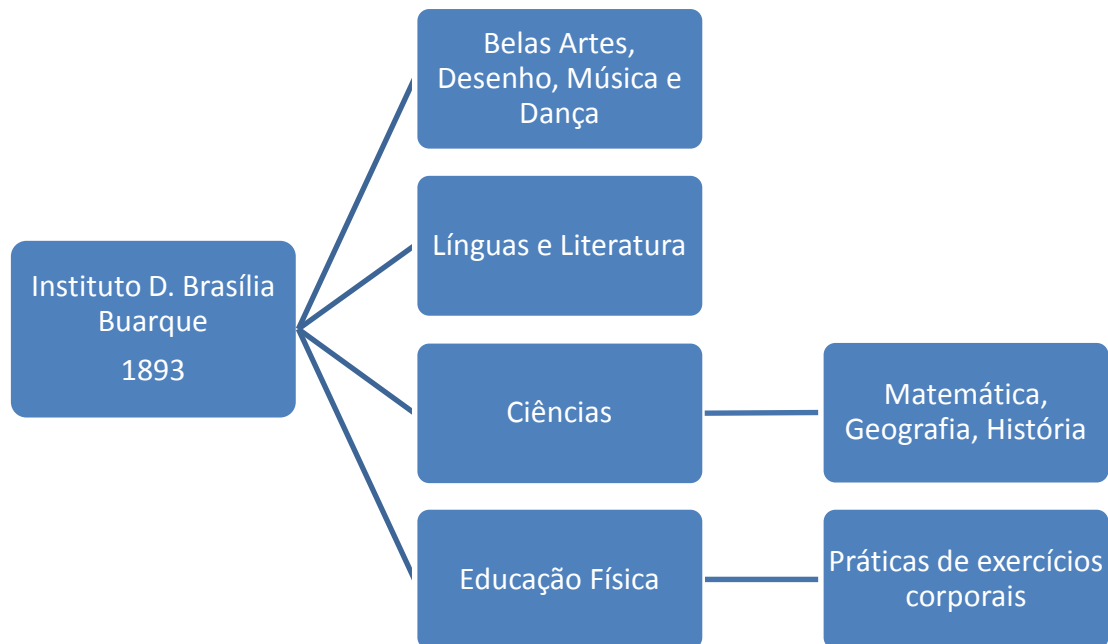 Belas Artes,
Desenho, Música e
Dança
Línguas e Literatura
Instituto D. Brasília
Buarque
1893
Ciências
Matemática,
Geografia, História
Educação Física
Práticas de exercícios
corporais